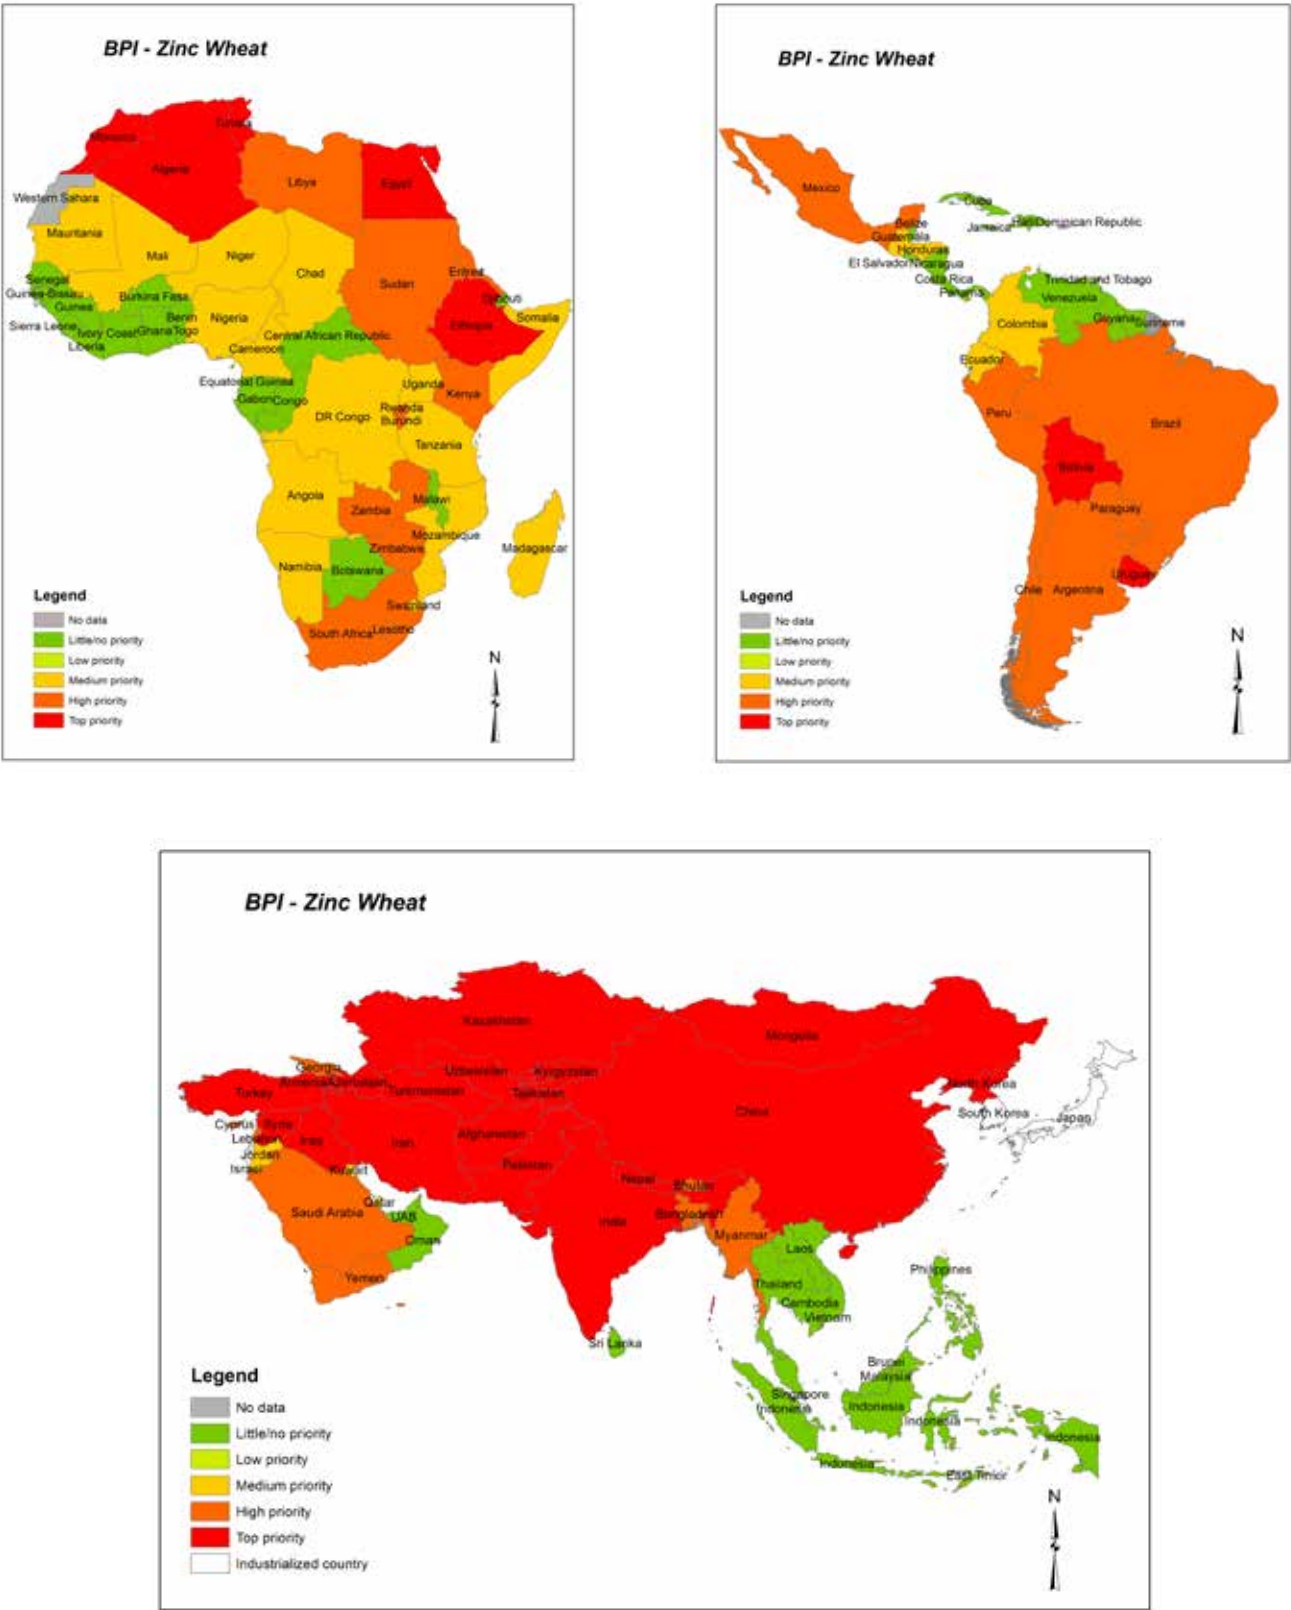 BPI - Zinc Wheat
Morocco
Tunisia
Algeria
Libya
Egypt
Western Sahara
Mauritania
Mali
Niger
Chad
Sudan
Eritrea
Djibouti
Senegal
Guinea-Bissau
Guinea
Burkina Faso
Benin
Nigeria
Ethiopia
Somalia
Sierra Leone
Ivory Coast
Ghana
Togo
Liberia
Central African Republic
Cameroon
Equatorial Guinea
Gabon
Congo
Uganda
Kenya
DR Congo
Rwanda
Burundi
Tanzania
Angola
Malawi
Zambia
Mozambique
Zimbabwe
Madagascar
Namibia
Botswana
Swaziland
South Africa
Lesotho
Legend
No data
Little/no priority
Low priority
Medium priority
High priority
Top priority
N
BPI - Zinc Wheat
Mexico
Cuba
Belize
Jamaica
Haiti
Dominican Republic
Guatemala
Honduras
El Salvador
Nicaragua
Costa Rica
Panama
Trinidad and Tobago
Venezuela
Guyana
Suriname
Colombia
Ecuador
Peru
Brazil
Bolivia
Paraguay
Uruguay
Chile
Argentina
Legend
No data
Little/no priority
Low priority
Medium priority
High priority
Top priority
N
BPI - Zinc Wheat
Kazakhstan
Mongolia
Georgia
Armenia
Azerbaijan
Uzbekistan
Kyrgyzstan
Turkey
Turkmenistan
Tajikistan
North Korea
China
South Korea
Japan
Cyprus
Syria
Lebanon
Iraq
Iran
Afghanistan
Jordan
Israel
Kuwait
Pakistan
Nepal
Bhutan
Qatar
UAB
Saudi Arabia
India
Bangladesh
Oman
Myanmar
Laos
Yemen
Thailand
Philippines
Cambodia
Vietnam
Sri Lanka
Brunei
Malaysia
Singapore
Indonesia
Indonesia
Indonesia
Indonesia
Indonesia
East Timor
Legend
No data
Little/no priority
Low priority
Medium priority
High priority
Top priority
Industrialized country
N